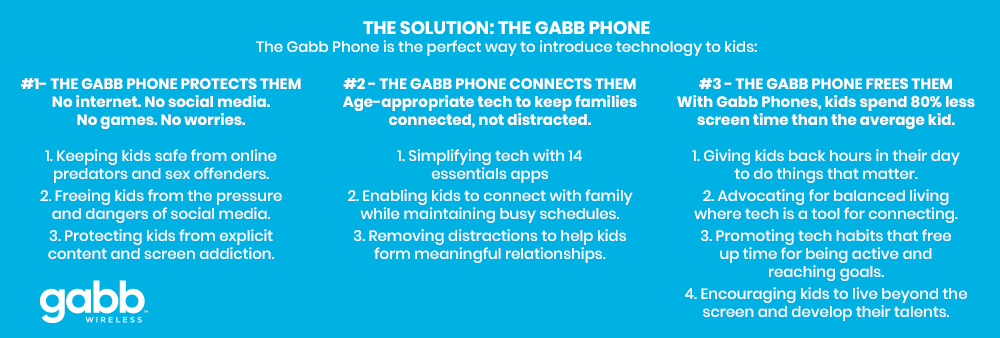 THE SOLUTION: THE GABB PHONE
The Gabb Phone is the perfect way to introduce technology to kids:
#1- THE GABB PHONE PROTECTS THEM
No internet. No social media.
No games. No worries.
1. Keeping kids safe from online
predators and sex offenders.
2. Freeing kids from the pressure
and dangers of social media.
3. Protecting kids from explicit
content and screen addiction.
#2 - THE GABB PHONE CONNECTS THEM
Age-appropriate tech to keep families
connected, not distracted.
1. Simplifying tech with 14
essentials apps
2. Enabling kids to connect with family
while maintaining busy schedules.
3. Removing distractions to help kids
form meaningful relationships.
#3 - THE GABB PHONE FREES THEM
With Gabb Phones, kids spend 80% less
screen time than the average kid.
1. Giving kids back hours in their day
to do things that matter.
2. Advocating for balanced living
where tech is a tool for connecting.
3. Promoting tech habits that free
up time for being active and
reaching goals.
4. Encouraging kids to live beyond the
screen and develop their talents.
gabb
WIRELESS